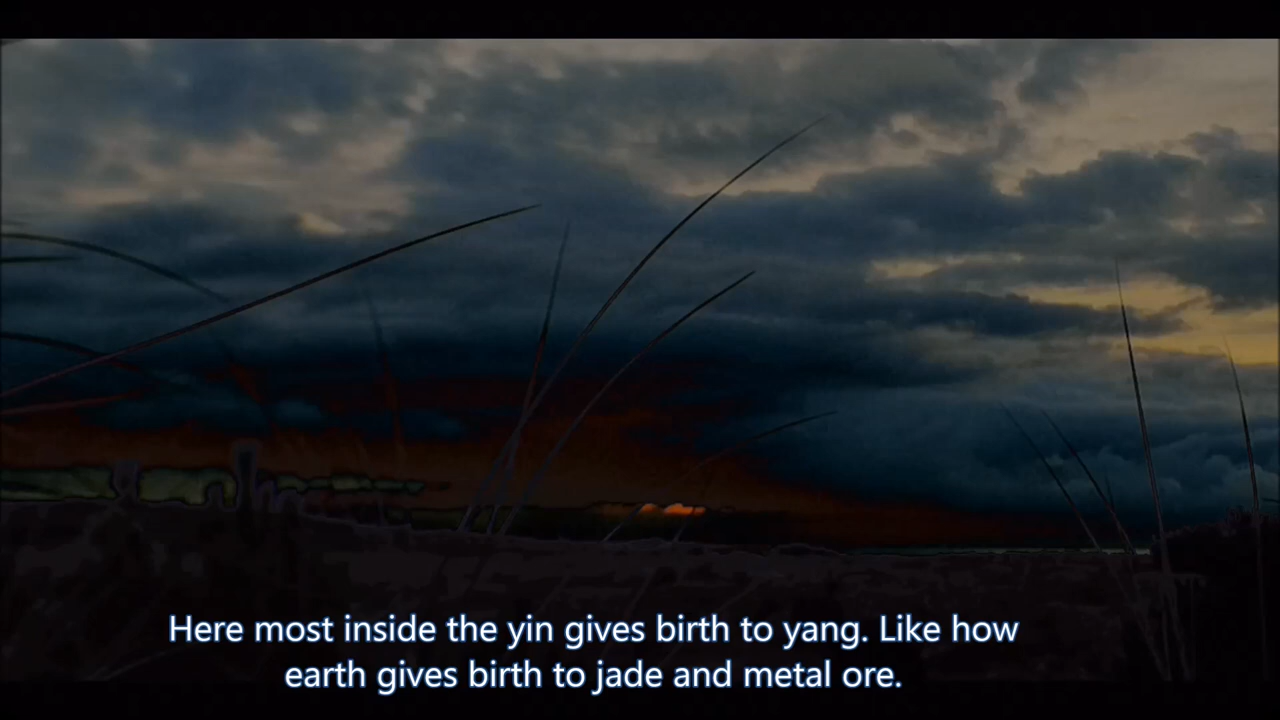 Here most inside the yin gives birth to yang. Like how
earth gives birth to jade and metal ore.